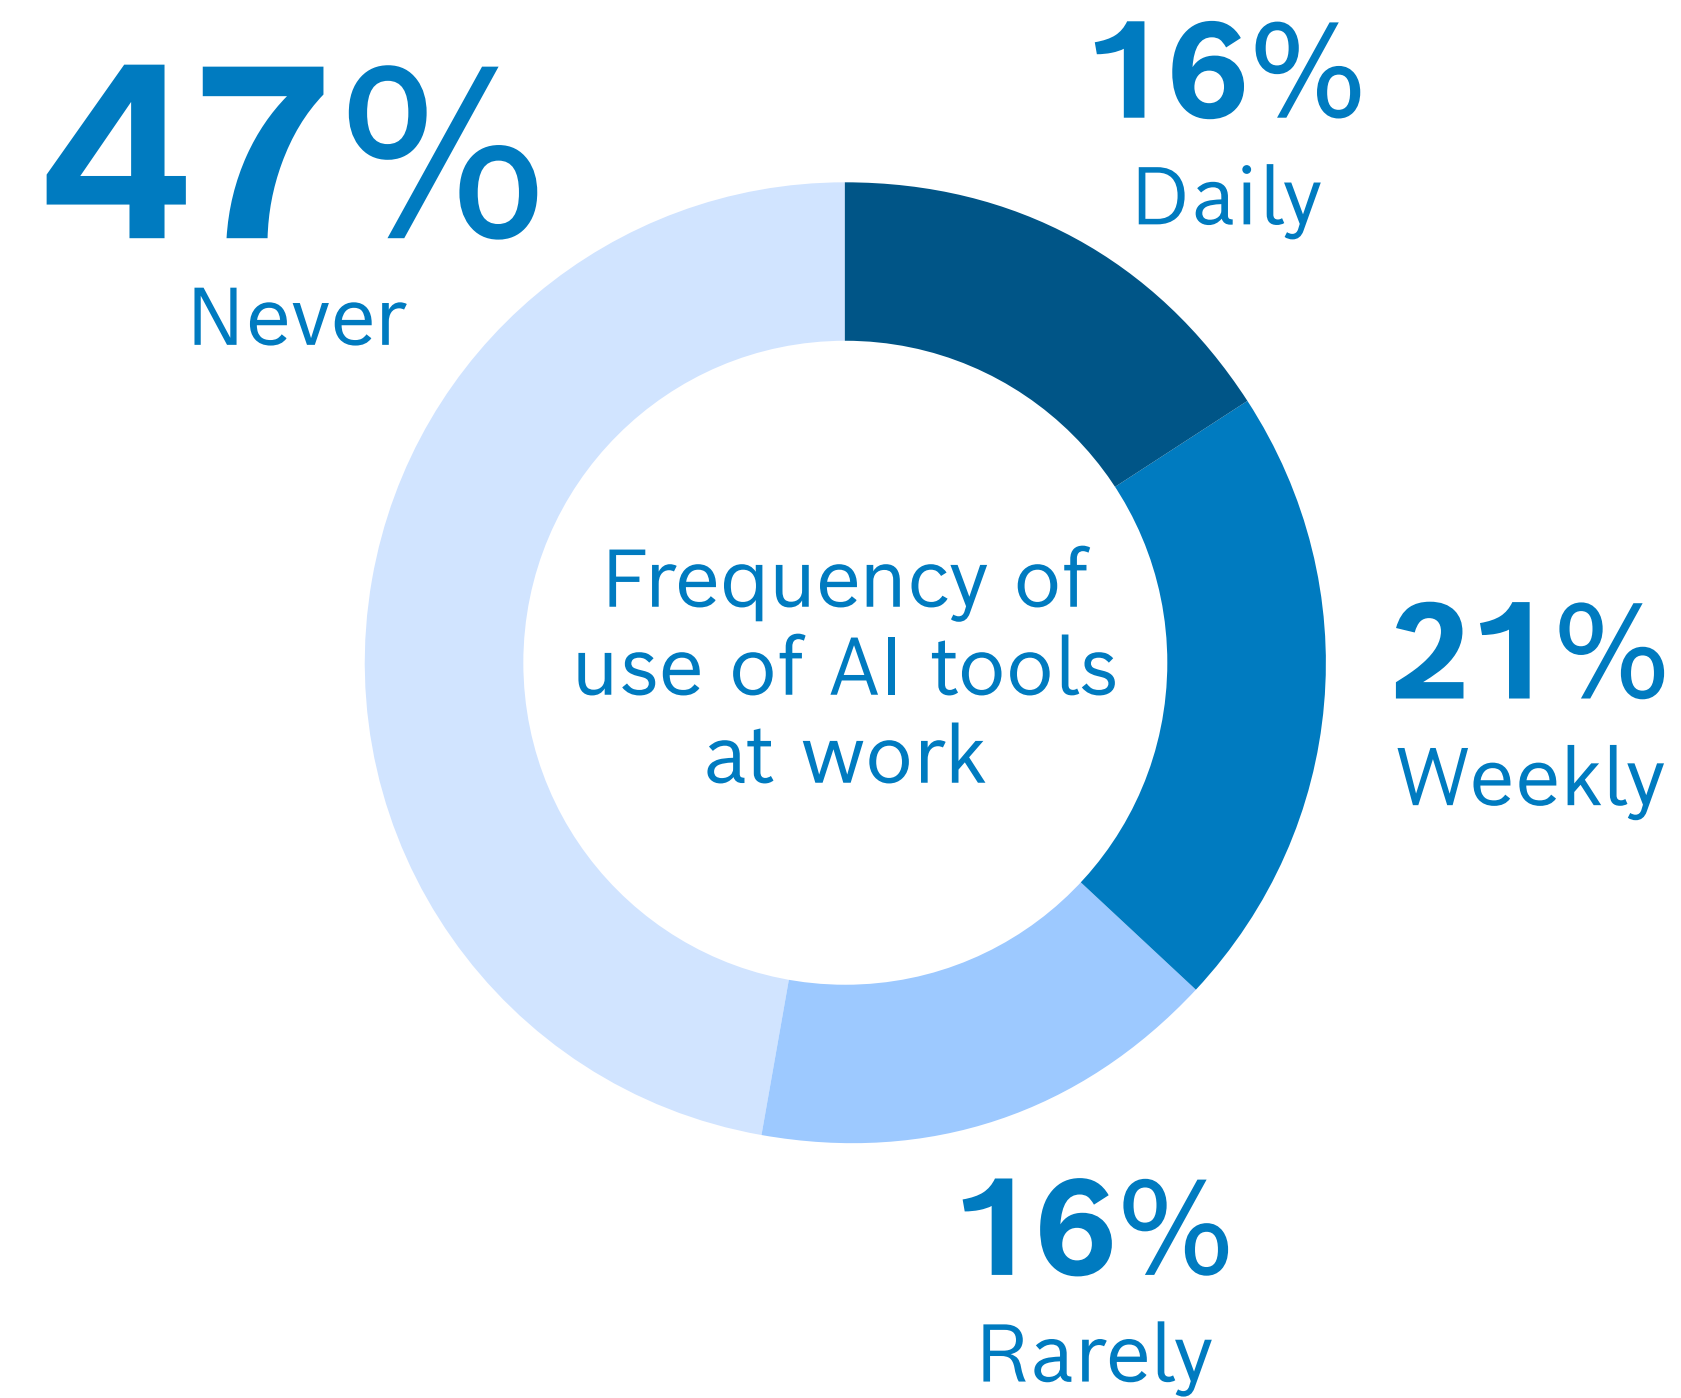 47%
Never
16%
Daily
Frequency of
use of AI tools
at work
21%
Weekly
16%
Rarely